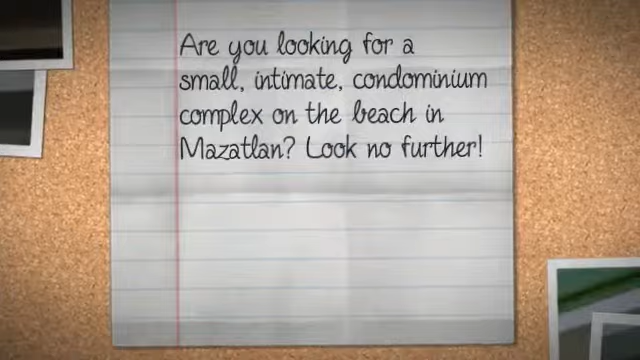 Are you looking for a
small, intimate, condominium
complex on the beach in
Mazatlan? Look no further!